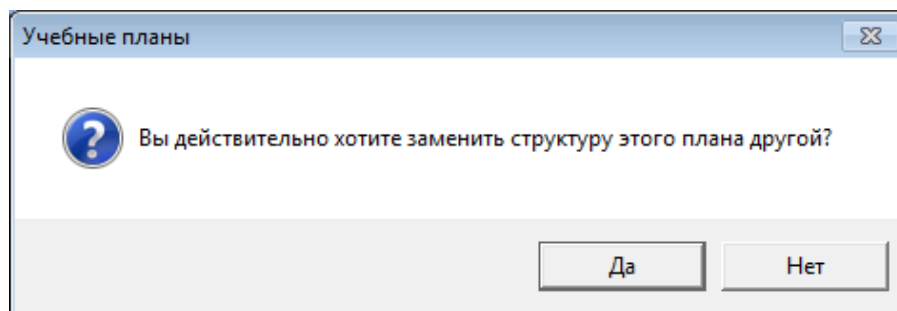 Учебные планы
Вы действительно хотите заменить структуру этого плана другой?
Да
Нет